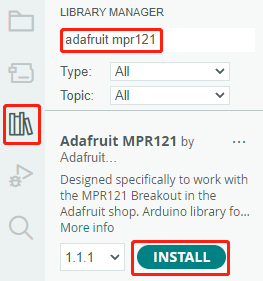 LIBRARY MANAGER
adafruit mpr121
Type: All
Topic: All
Adafruit MPR121 by ...
Adafruit...
Designed specifically to work with
the MPR121 Breakout in the
Adafruit shop. Arduino library fo...
More info
1.1.1 INSTALL